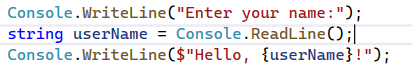 Console.WriteLine("Enter your name:");
string userName = Console.ReadLine();
Console.WriteLine($"Hello, {userName}!");